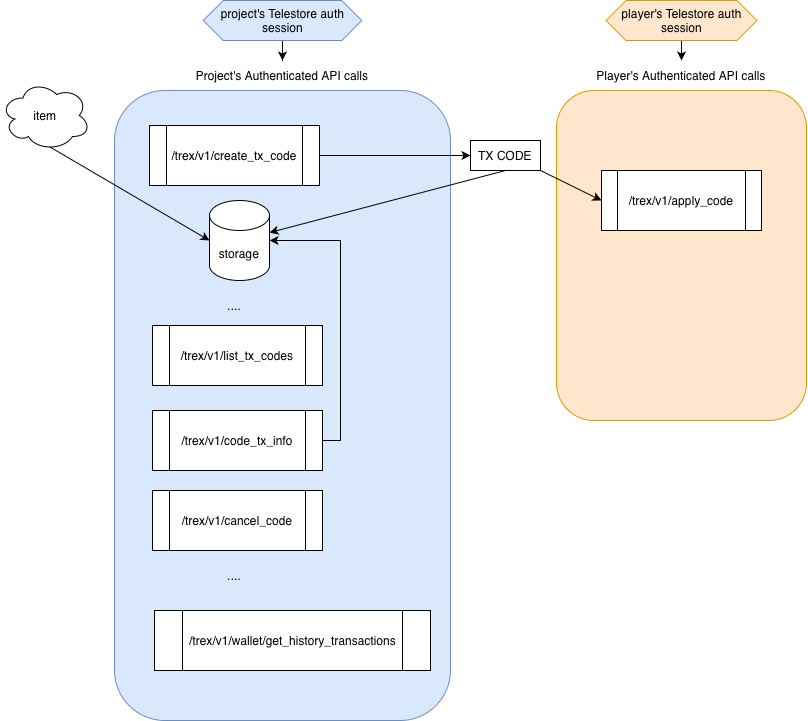 project's Telestore auth
session
player's Telestore auth
session
Project's Authenticated API calls
Player's Authenticated API calls
item
/trex/v1/create_tx_code
TX CODE
/trex/v1/apply_code
storage
....
/trex/v1/list_tx_codes
/trex/v1/code_tx_info
/trex/v1/cancel_code
....
/trex/v1/wallet/get_history_transactions